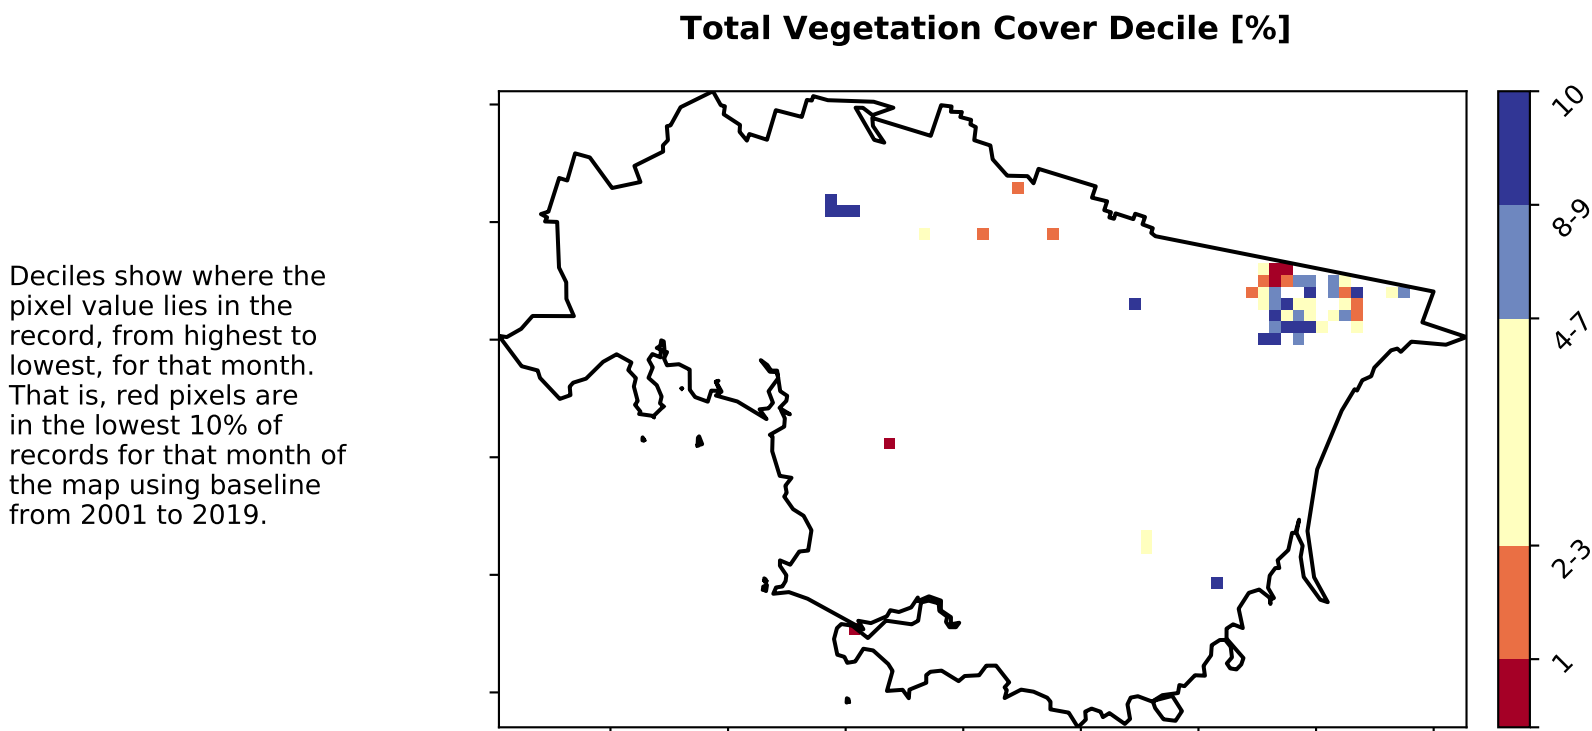 Total Vegetation Cover Decile [%]
Deciles show where the
pixel value lies in the
record, from highest to
lowest, for that month.
That is, red pixels are
in the lowest 10% of
records for that month of
the map using baseline
from 2001 to 2019.
10
8-9
4-7
2-3
1